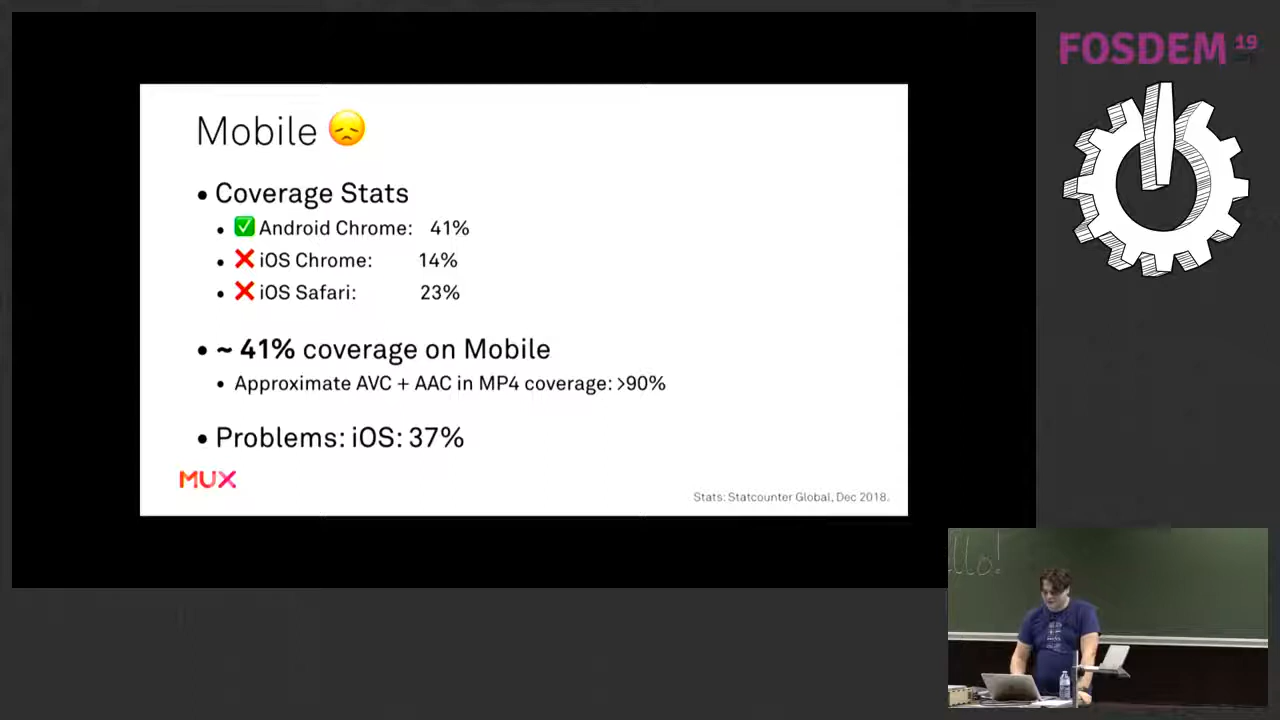 FOSDEM 19
Mobile 😞
• Coverage Stats
• ✅ Android Chrome: 41%
• ❌ iOS Chrome: 14%
• ❌ iOS Safari: 23%
• ~ 41% coverage on Mobile
• Approximate AVC + AAC in MP4 coverage: >90%
• Problems: iOS: 37%
MUX
Stats: Statcounter Global, Dec 2018.
llo!